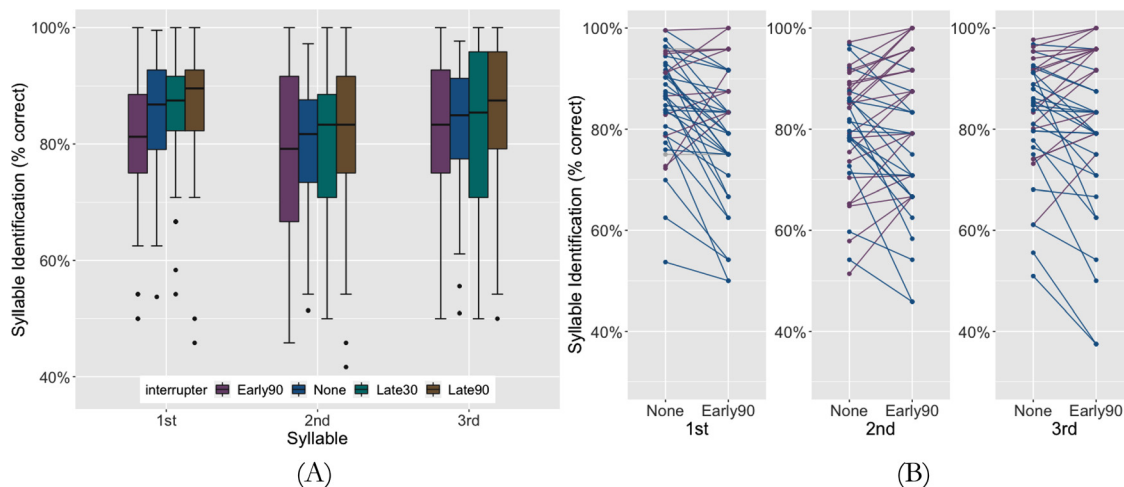 Syllable Identification (% correct)
100%
80%
60%
40%
interrupter Early90 None Late30 Late90
1st 2nd 3rd
Syllable
(A)
Syllable Identification (% correct)
100%
80%
60%
40%
None Early90
1st
100%
80%
60%
40%
None Early90
2nd
100%
80%
60%
40%
None Early90
3rd
(B)